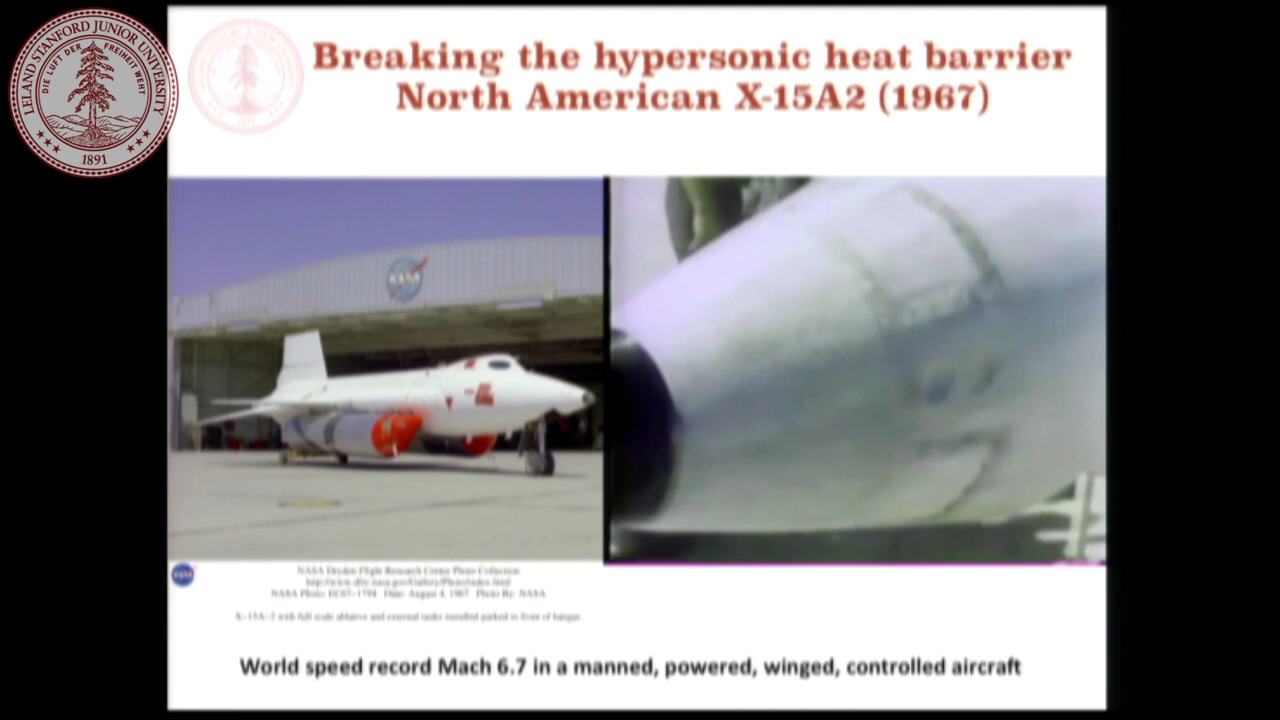 LELAND STANFORD JUNIOR UNIVERSITY
DIE LUFT DER FREIHEIT WEHT
1891
Breaking the hypersonic heat barrier
North American X-15A2 (1967)
NASA
NASA
NASA Dryden Flight Research Center Photo Collection
http://www.dfrc.nasa.gov/Gallery/Photo/index.html
NASA Photo: Date: August 4, 1967 Photo By: NASA
X-15A-2 with full scale ablative and external tanks installed parked in front of hangar.
World speed record Mach 6.7 in a manned, powered, winged, controlled aircraft